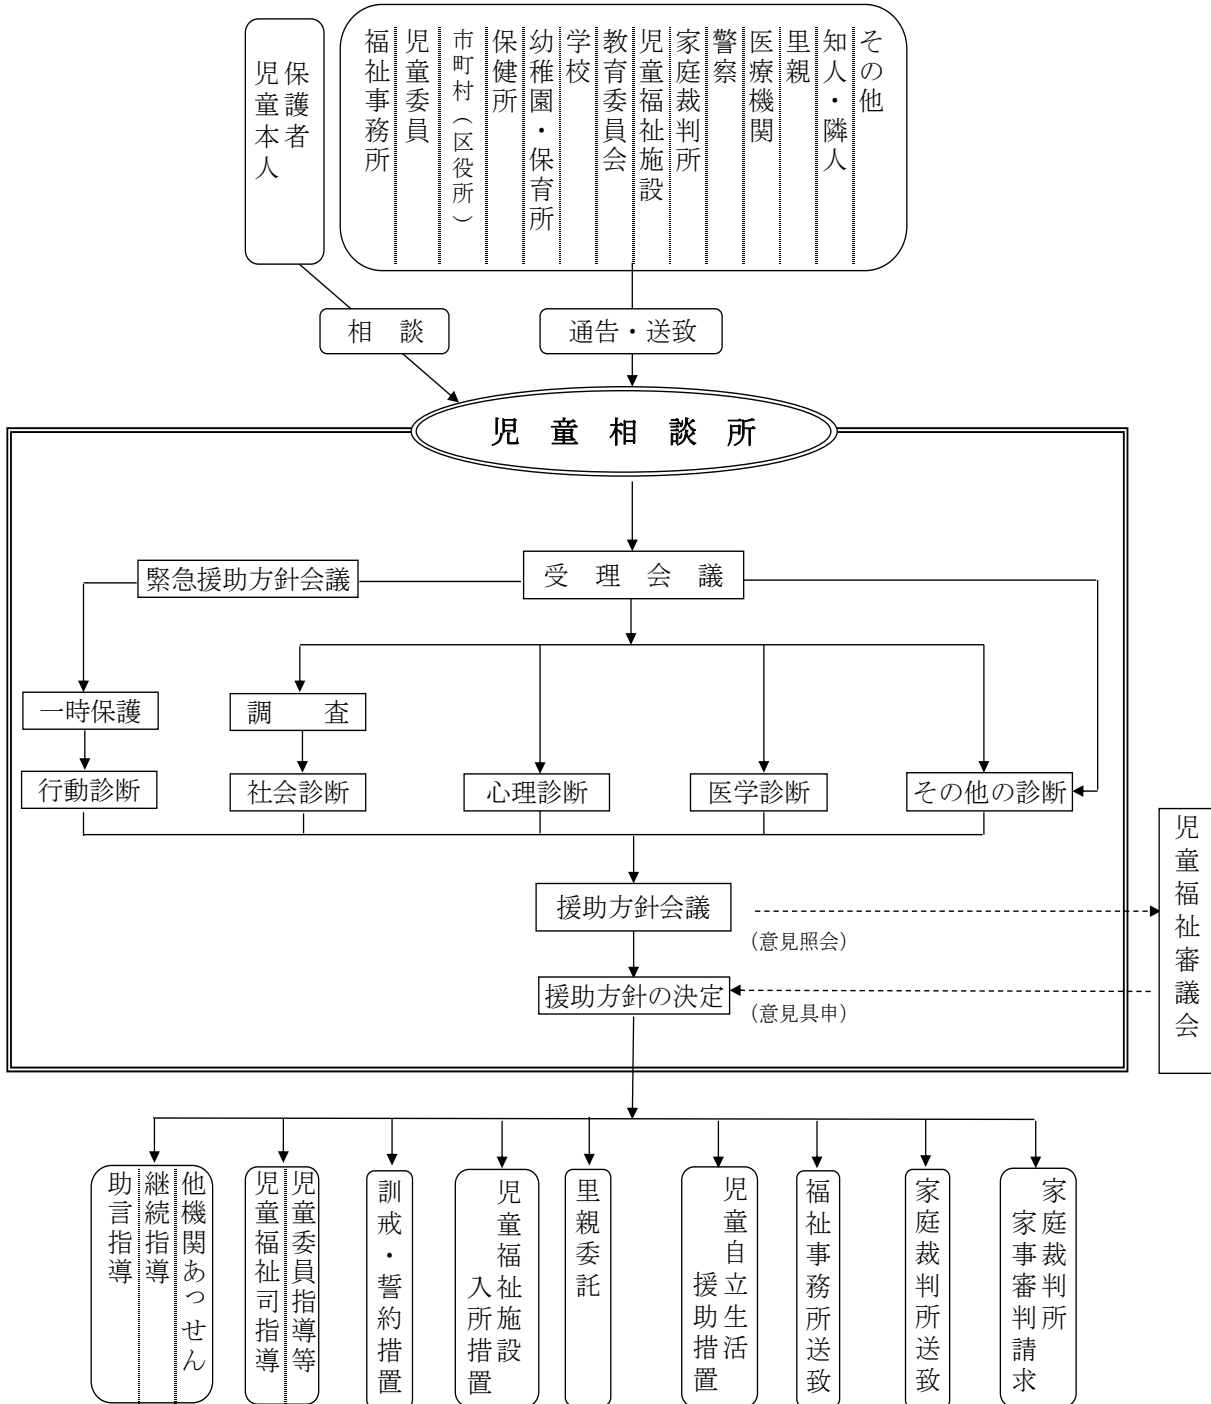 保護者
児童本人
その他
知人・隣人
里親
医療機関
警察
家庭裁判所
児童福祉施設
教育委員会
学校
幼稚園・保育所
保健所
市町村（区役所）
児童委員
福祉事務所
相　談
通告・送致
児　童　相　談　所
緊急援助方針会議
受　理　会　議
一時保護
調　　査
行動診断
社会診断
心理診断
医学診断
その他の診断
児童福祉審議会
援助方針会議
（意見照会）
援助方針の決定
（意見具申）
他機関あっせん
継続指導
助言指導
児童委員指導等
児童福祉司指導
訓戒・誓約措置
児童福祉施設
入所措置
里親委託
児童自立生活
援助措置
福祉事務所送致
家庭裁判所送致
家庭裁判所
家事審判請求